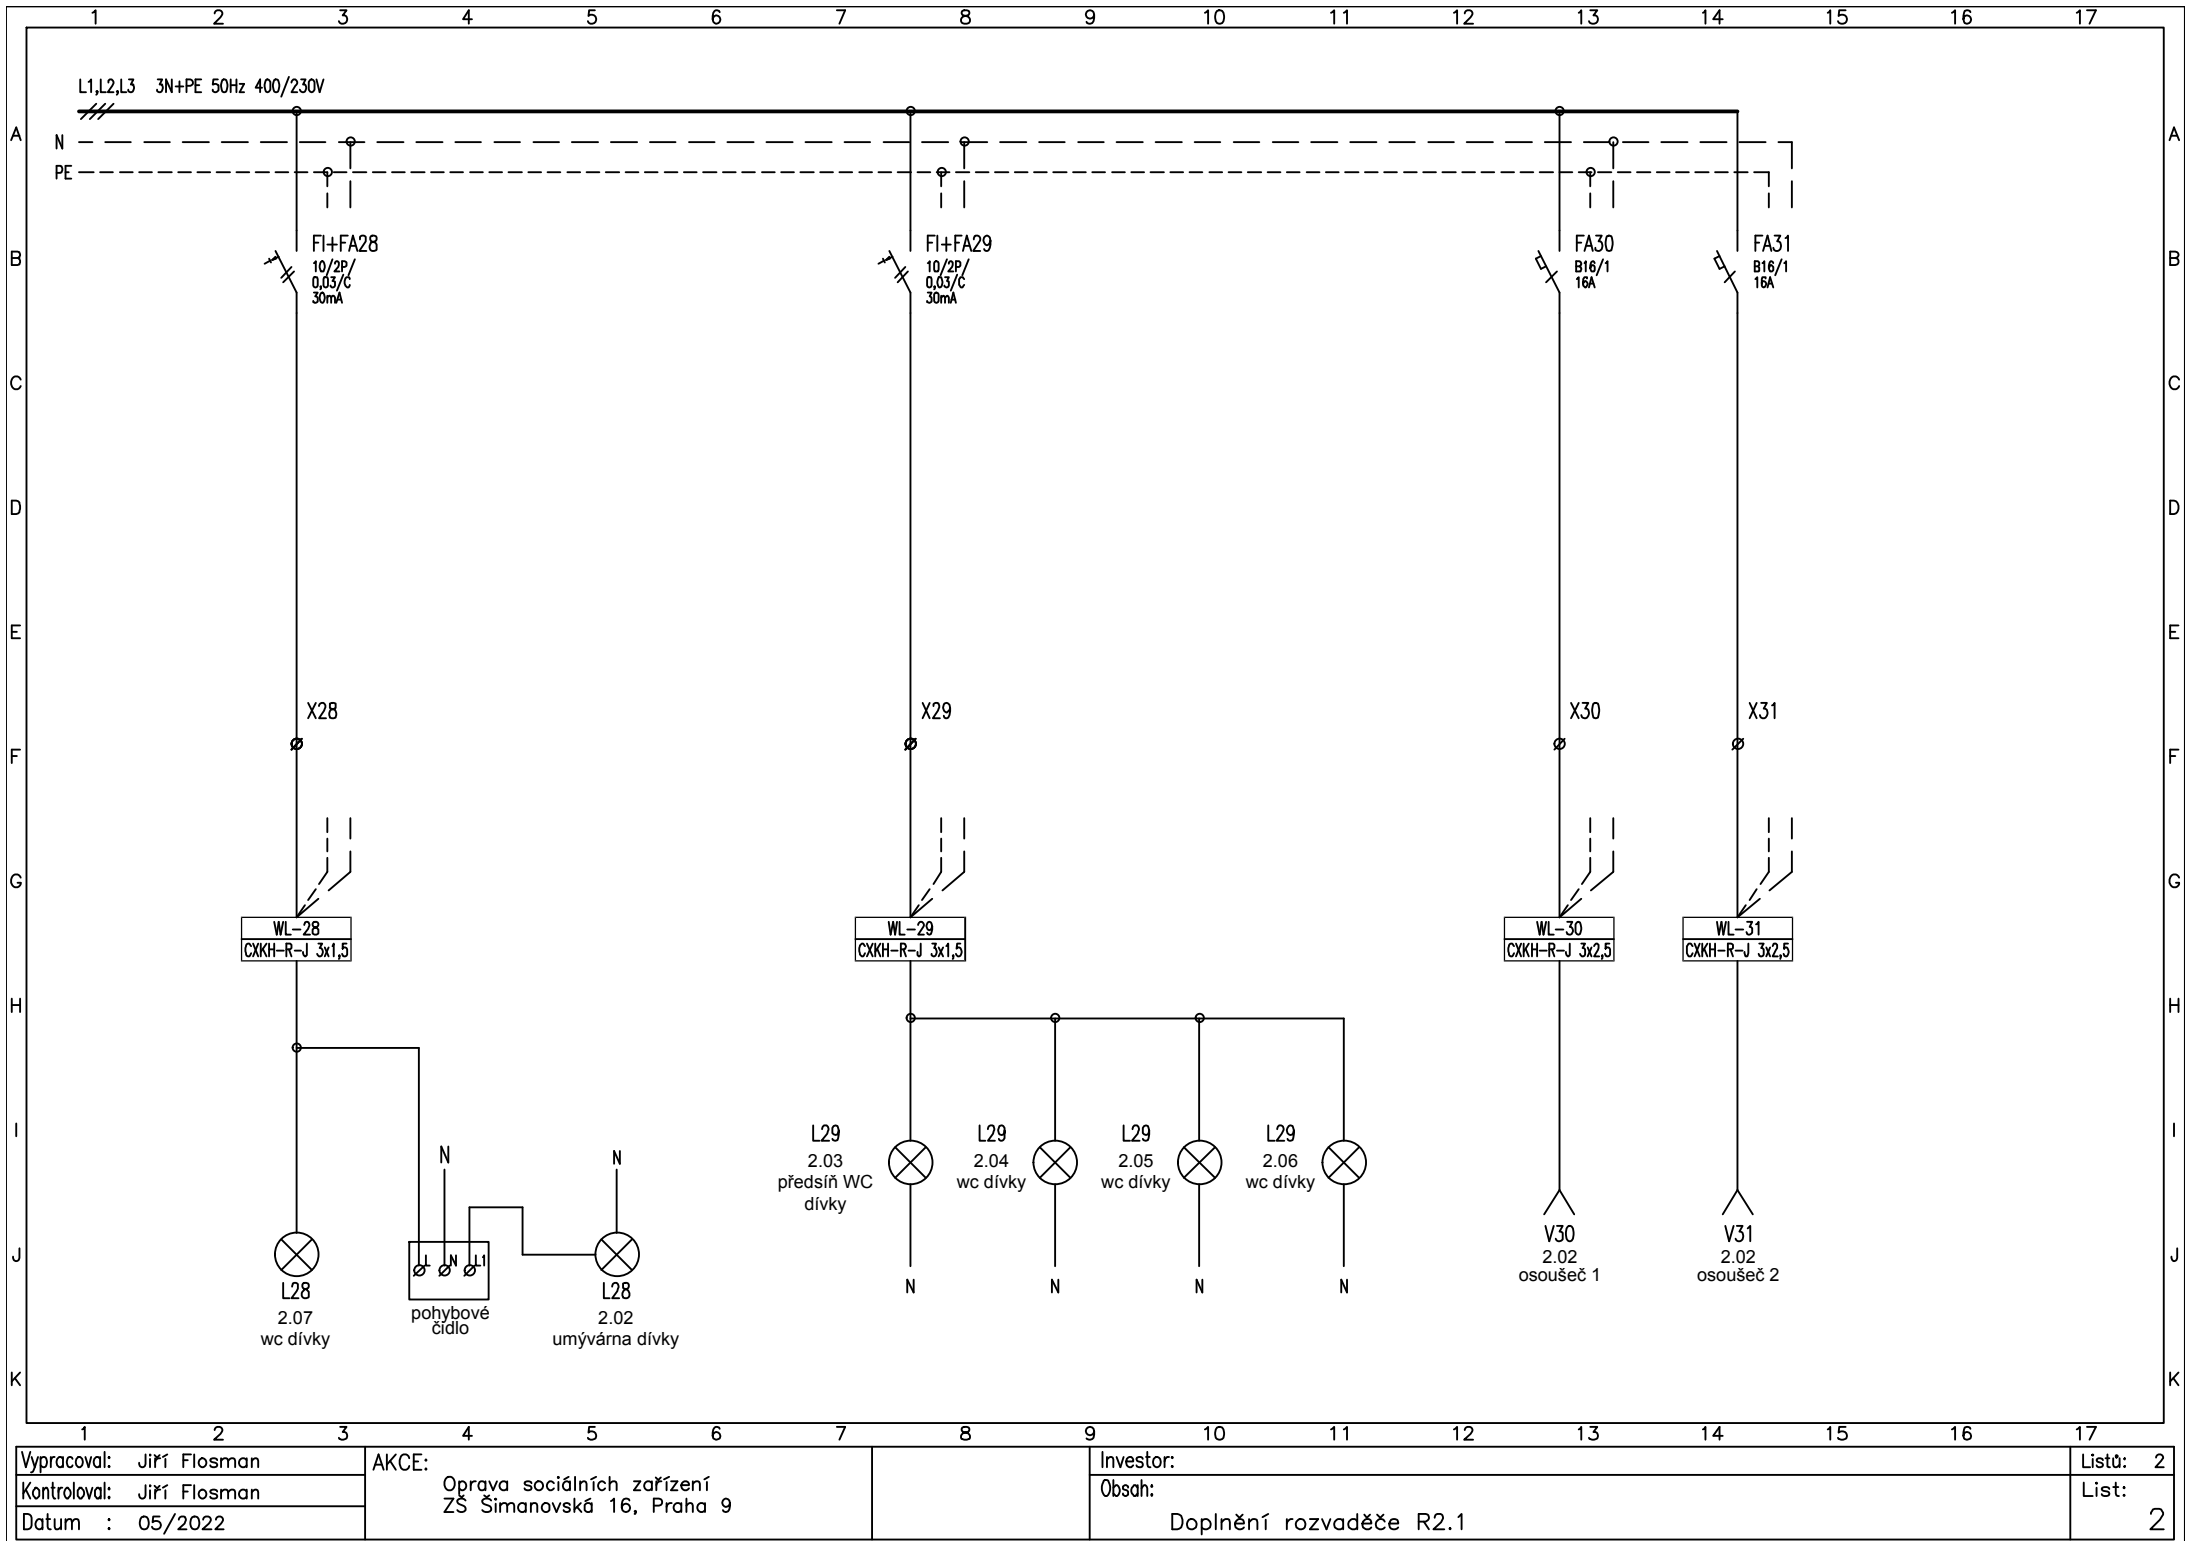 1 2 3 4 5 6 7 8 9 10 11 12 13 14 15 16 17
L1,L2,L3 3N+PE 50Hz 400/230V
A A
N
PE
B B
FI+FA28
10/2P/
0,03/C
30mA
FI+FA29
10/2P/
0,03/C
30mA
FA30
B16/1
16A
FA31
B16/1
16A
C C
D D
E E
X28 X29 X30 X31
F F
G G
WL-28
CXKH-R-J 3x1,5
WL-29
CXKH-R-J 3x1,5
WL-30
CXKH-R-J 3x2,5
WL-31
CXKH-R-J 3x2,5
H H
I I
N
N
L29
2.03
předsíň WC
dívky
L29
2.04
wc dívky
L29
2.05
wc dívky
L29
2.06
wc dívky
J J
L N L1
L28
2.07
wc dívky
pohybové
čidlo
L28
2.02
umývárna dívky
N N N N
V30
2.02
osoušeč 1
V31
2.02
osoušeč 2
K K
1 2 3 4 5 6 7 8 9 10 11 12 13 14 15 16 17
Vypracoval: Jiří Flosman
Kontroloval: Jiří Flosman
Datum : 05/2022
AKCE:
Oprava sociálních zařízení
ZŠ Šimanovská 16, Praha 9
Investor:
Obsah:
Doplnění rozvaděče R2.1
Listů: 2
List:
2